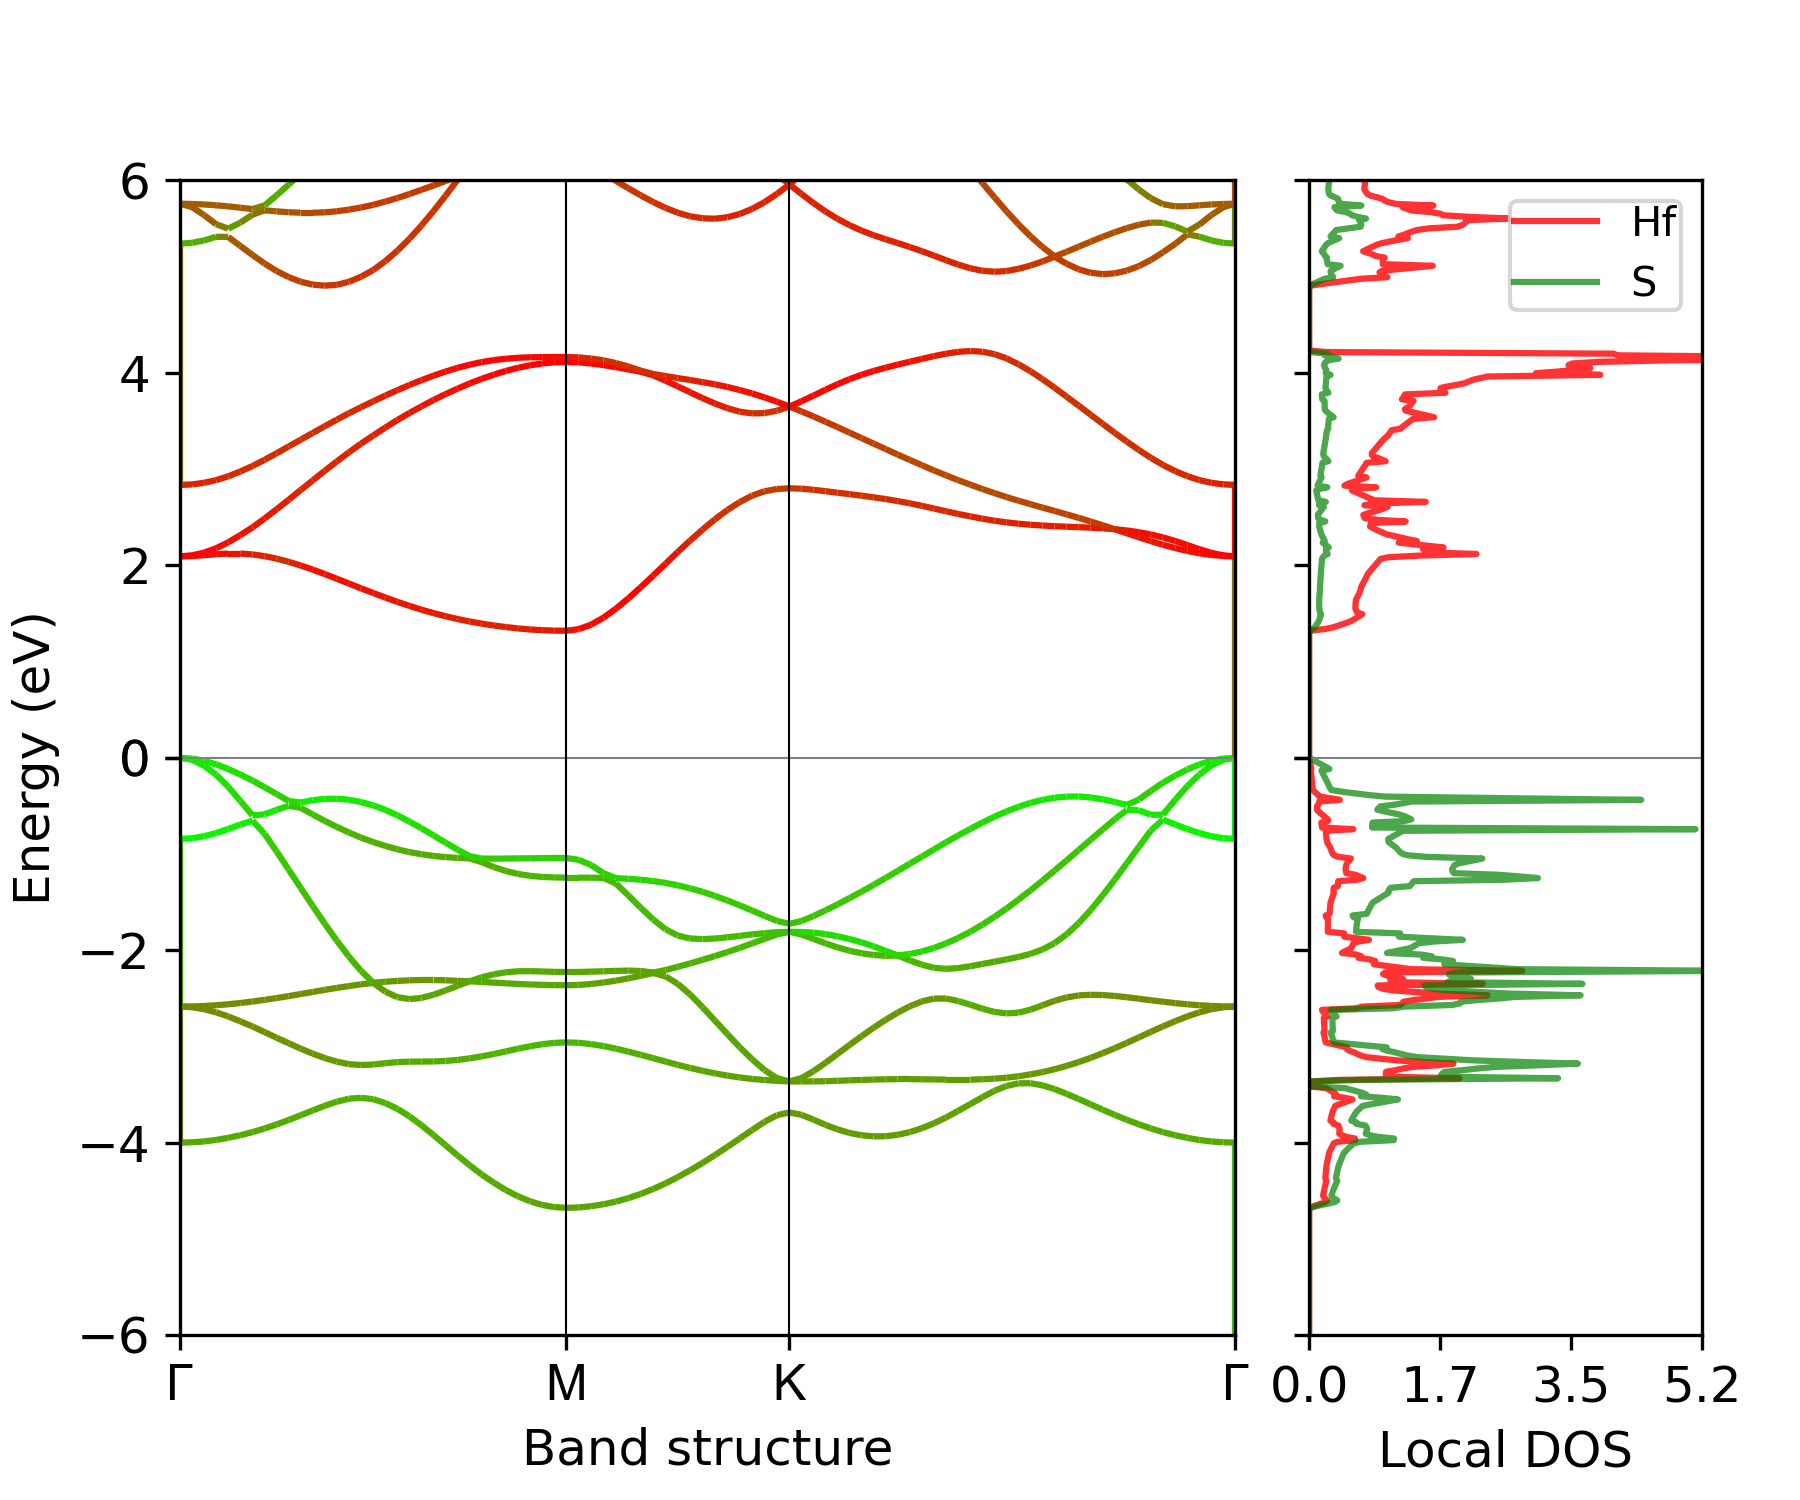 6
4
2
0
−2
−4
−6
Energy (eV)
Γ M K Γ
Band structure
Hf
S
0.0 1.7 3.5 5.2
Local DOS